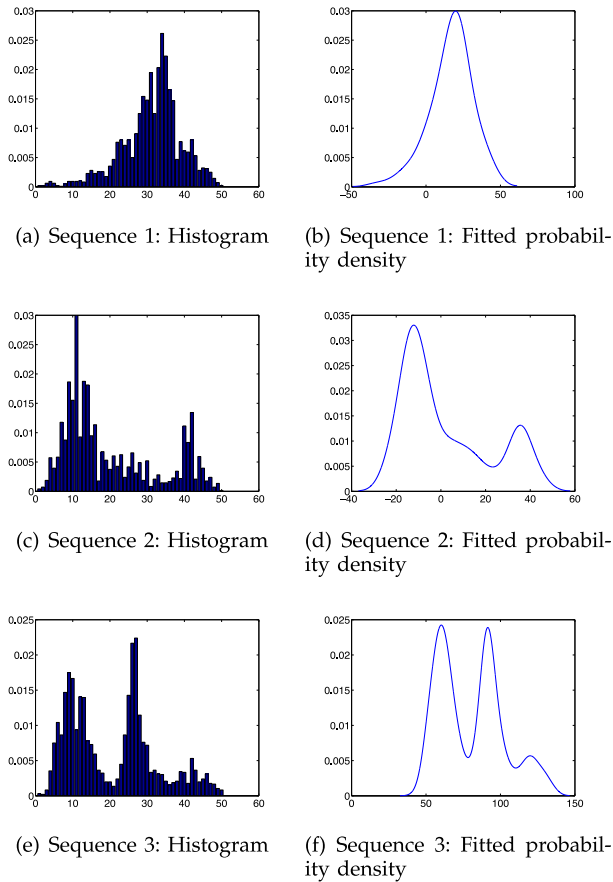 0.03
0.025
0.02
0.015
0.01
0.005
0
0 10 20 30 40 50 60
(a) Sequence 1: Histogram
0.03
0.025
0.02
0.015
0.01
0.005
0
−50 0 50 100
(b) Sequence 1: Fitted probabil-
ity density
0.03
0.025
0.02
0.015
0.01
0.005
0
0 10 20 30 40 50 60
(c) Sequence 2: Histogram
0.035
0.03
0.025
0.02
0.015
0.01
0.005
0
−40 −20 0 20 40 60
(d) Sequence 2: Fitted probabil-
ity density
0.025
0.02
0.015
0.01
0.005
0
0 10 20 30 40 50 60
(e) Sequence 3: Histogram
0.025
0.02
0.015
0.01
0.005
0
0 50 100 150
(f) Sequence 3: Fitted probabil-
ity density